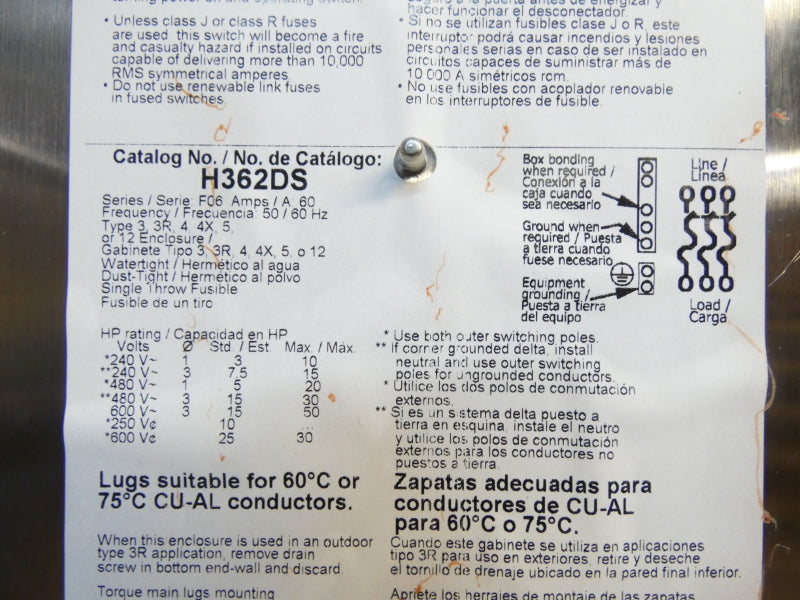 turning power on and operating switch.
• Unless class J or class R fuses
are used, this switch will become a fire
and casualty hazard if installed on circuits
capable of delivering more than 10,000
RMS symmetrical amperes.
• Do not use renewable link fuses
in fused switches.
a la puerta antes de energizar y
hacer funcionar el desconectador.
• Si no se utilizan fusibles clase J o R, este
interruptor podrá causar incendios y lesiones
personales serias en caso de ser instalado en
circuitos capaces de suministrar más de
10 000 A simétricos rcm.
• No use fusibles con acoplador renovable
en los interruptores de fusible.
Catalog No. / No. de Catálogo:
H362DS
Series / Serie F06 Amps / A 60
Frequency / Frecuencia 50 / 60 Hz
Type 3, 3R, 4, 4X, 5,
or 12 Enclosure /
Gabinete Tipo 3, 3R, 4, 4X, 5, o 12
Watertight / Hermético al agua
Dust-Tight / Hermético al polvo
Single Throw Fusible
Fusible de un tiro
Box bonding
when required /
Conexión a la
caja cuando
sea necesario
Ground when
required / Puesta
a tierra cuando
fuese necesario
Equipment
grounding /
Puesta a tierra
del equipo
Line /
Línea
Load /
Carga
HP rating / Capacidad en HP
Volts Ø Std. / Est. Max. / Máx.
*240 V~ 1 3 10
**240 V~ 3 7,5 15
*480 V~ 1 5 20
**480 V~ 3 15 30
600 V~ 3 15 50
*250 V¢ 10 ...
*600 V¢ 25 30
* Use both outer switching poles.
** If corner grounded delta, install
neutral and use outer switching
poles for ungrounded conductors.
* Utilice los dos polos de conmutación
externos.
** Si es un sistema delta puesto a
tierra en esquina, instale el neutro
y utilice los polos de conmutación
externos para los conductores no
puestos a tierra.
Lugs suitable for 60°C or
75°C CU-AL conductors.
Zapatas adecuadas para
conductores de CU-AL
para 60°C o 75°C.
When this enclosure is used in an outdoor
type 3R application, remove drain
screw in bottom end-wall and discard.
Cuando este gabinete se utiliza en aplicaciones
tipo 3R para uso en exteriores, retire y deseche
el tornillo de drenaje ubicado en la pared final inferior.
Torque main lugs mounting
Apriete los herrajes de montaje de las zapatas